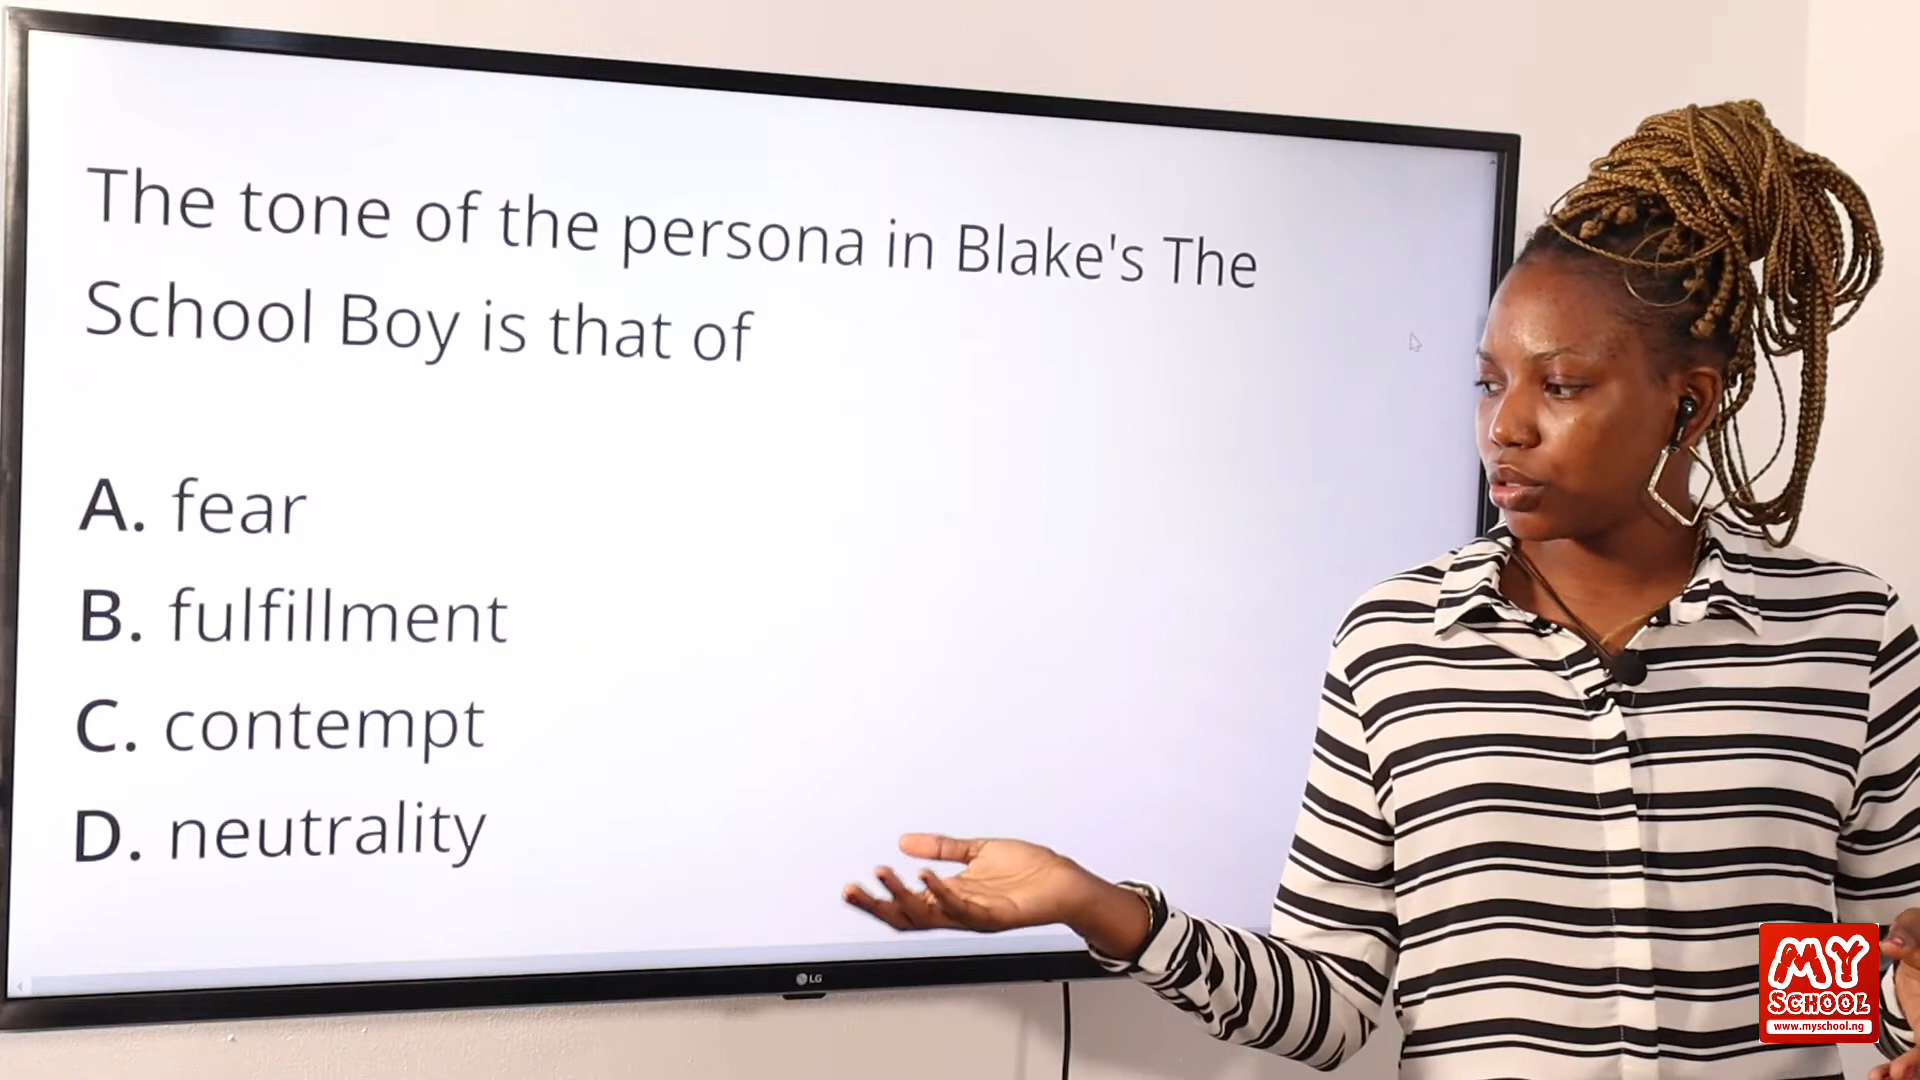 The tone of the persona in Blake's The
School Boy is that of
A. fear
B. fulfillment
C. contempt
D. neutrality
LG
MY
SCHOOL
www.myschool.ng